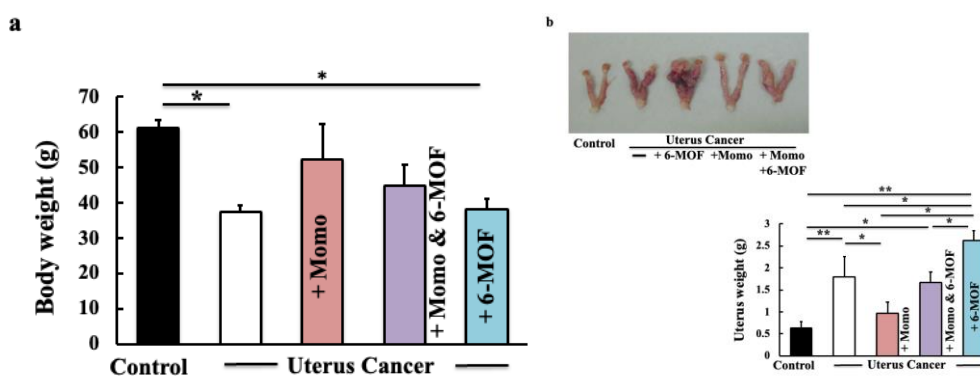 a
*
*
70
60
50
40
30
20
10
0
Body weight (g)
+ Momo
+ Momo & 6-MOF
+ 6-MOF
Control
Uterus Cancer
b
Control
Uterus Cancer
+ 6-MOF
+Momo
+ Momo
+6-MOF
**
*
*
*
*
**
*
3
2.5
2
1.5
1
0.5
0
Uterus weight (g)
+ Momo
+ Momo & 6-MOF
+ 6-MOF
Control
Uterus Cancer